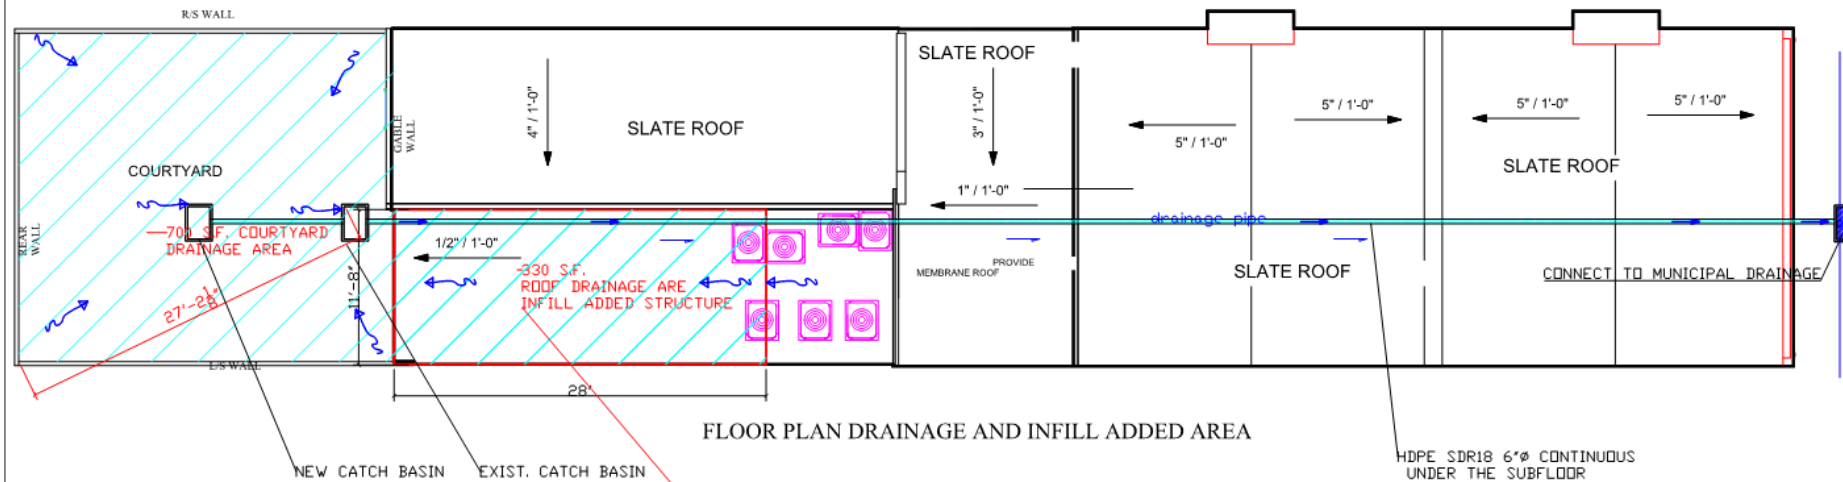 R/S WALL
SLATE ROOF
4" / 1'-0"
3" / 1'-0"
5" / 1'-0"
5" / 1'-0"
5" / 1'-0"
5" / 1'-0"
GABLE
WALL
SLATE ROOF
SLATE ROOF
COURTYARD
1" / 1'-0"
drainage pipe
REAR
WALL
700 S.F. COURTYARD
DRAINAGE AREA
1/2" / 1'-0"
11'-8"
330 S.F.
ROOF DRAINAGE ARE
INFILL ADDED STRUCTURE
PROVIDE
MEMBRANE ROOF
SLATE ROOF
CONNECT TO MUNICIPAL DRAINAGE
27'-2 1/8"
L/S WALL
28'
FLOOR PLAN DRAINAGE AND INFILL ADDED AREA
NEW CATCH BASIN
EXIST. CATCH BASIN
HDPE SDR18 6"Ø CONTINUOUS
UNDER THE SUBFLOOR